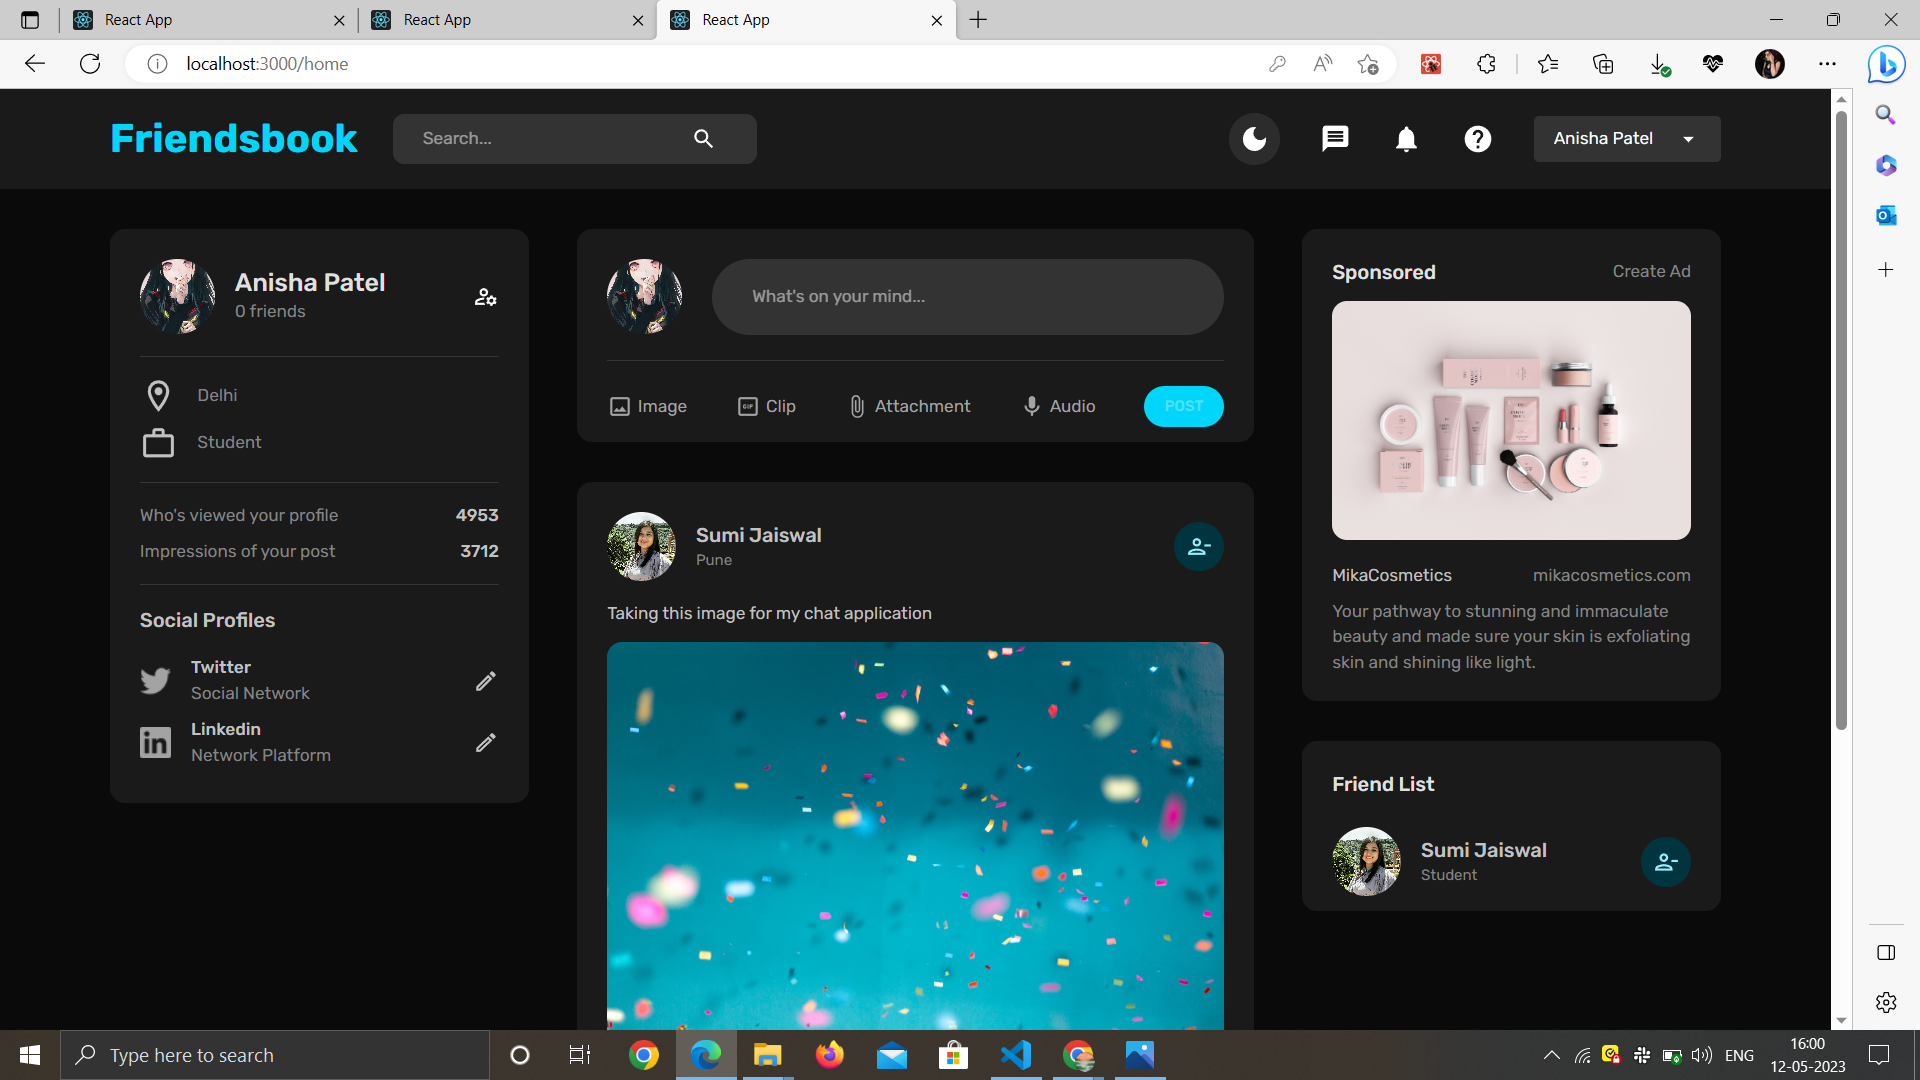 React App
React App
React App
localhost:3000/home
Friendsbook
Search...
Anisha Patel
Anisha Patel
0 friends
Delhi
Student
Who's viewed your profile 4953
Impressions of your post 3712
Social Profiles
Twitter
Social Network
Linkedin
Network Platform
What's on your mind...
Image
GIF Clip
Attachment
Audio
POST
Sumi Jaiswal
Pune
Taking this image for my chat application
Sponsored Create Ad
MikaCosmetics mikacosmetics.com
Your pathway to stunning and immaculate
beauty and made sure your skin is exfoliating
skin and shining like light.
Friend List
Sumi Jaiswal
Student
Type here to search
ENG
16:00
12-05-2023